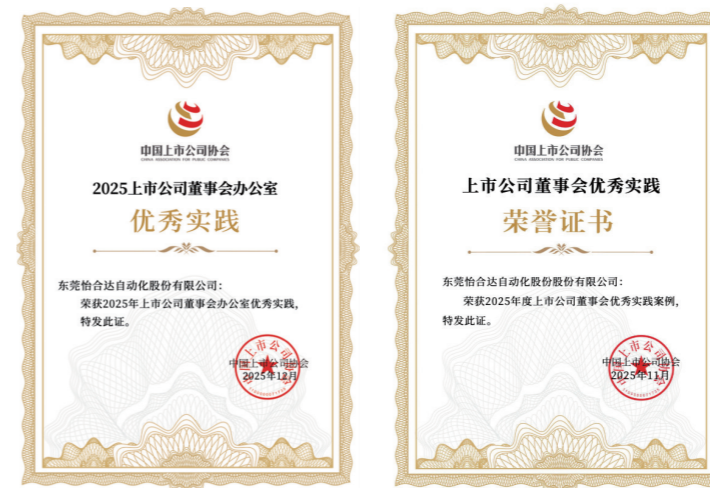 中国上市公司协会
CHINA ASSOCIATION FOR PUBLIC COMPANIES
2025上市公司董事会办公室
优秀实践
东莞怡合达自动化股份有限公司：
荣获2025年上市公司董事会办公室优秀实践，
特发此证。
中国上市公司协会
2025年12月
中国上市公司协会
CHINA ASSOCIATION FOR PUBLIC COMPANIES
上市公司董事会优秀实践
荣誉证书
东莞怡合达自动化股份股份有限公司：
荣获2025年度上市公司董事会优秀实践案例，
特发此证。
中国上市公司协会
2025年11月